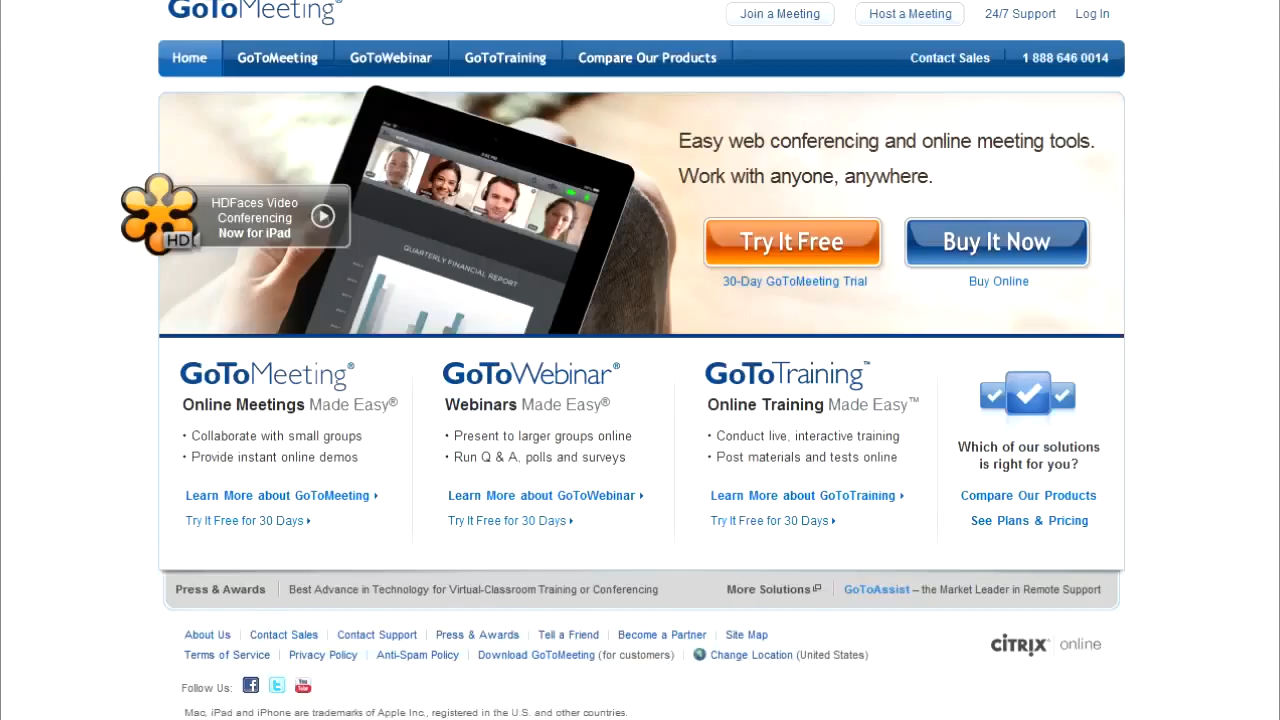 GoToMeeting®
Join a Meeting
Host a Meeting
24/7 Support
Log In
Home
GoToMeeting
GoToWebinar
GoToTraining
Compare Our Products
Contact Sales
1 888 646 0014
Easy web conferencing and online meeting tools.
Work with anyone, anywhere.
HDFaces Video
Conferencing
Now for iPad
HD
QUARTERLY FINANCIAL REPORT
Try It Free
Buy It Now
30-Day GoToMeeting Trial
Buy Online
GoToMeeting®
Online Meetings Made Easy®
• Collaborate with small groups
• Provide instant online demos
Learn More about GoToMeeting
Try It Free for 30 Days
GoToWebinar®
Webinars Made Easy®
• Present to larger groups online
• Run Q & A, polls and surveys
Learn More about GoToWebinar
Try It Free for 30 Days
GoToTraining™
Online Training Made Easy™
• Conduct live, interactive training
• Post materials and tests online
Learn More about GoToTraining
Try It Free for 30 Days
Which of our solutions
is right for you?
Compare Our Products
See Plans & Pricing
Press & Awards
Best Advance in Technology for Virtual-Classroom Training or Conferencing
More Solutions
GoToAssist – the Market Leader in Remote Support
About Us
Contact Sales
Contact Support
Press & Awards
Tell a Friend
Become a Partner
Site Map
Terms of Service
Privacy Policy
Anti-Spam Policy
Download GoToMeeting (for customers)
Change Location (United States)
CITRIX® online
Follow Us:
You Tube
Mac, iPad and iPhone are trademarks of Apple Inc., registered in the U.S. and other countries.